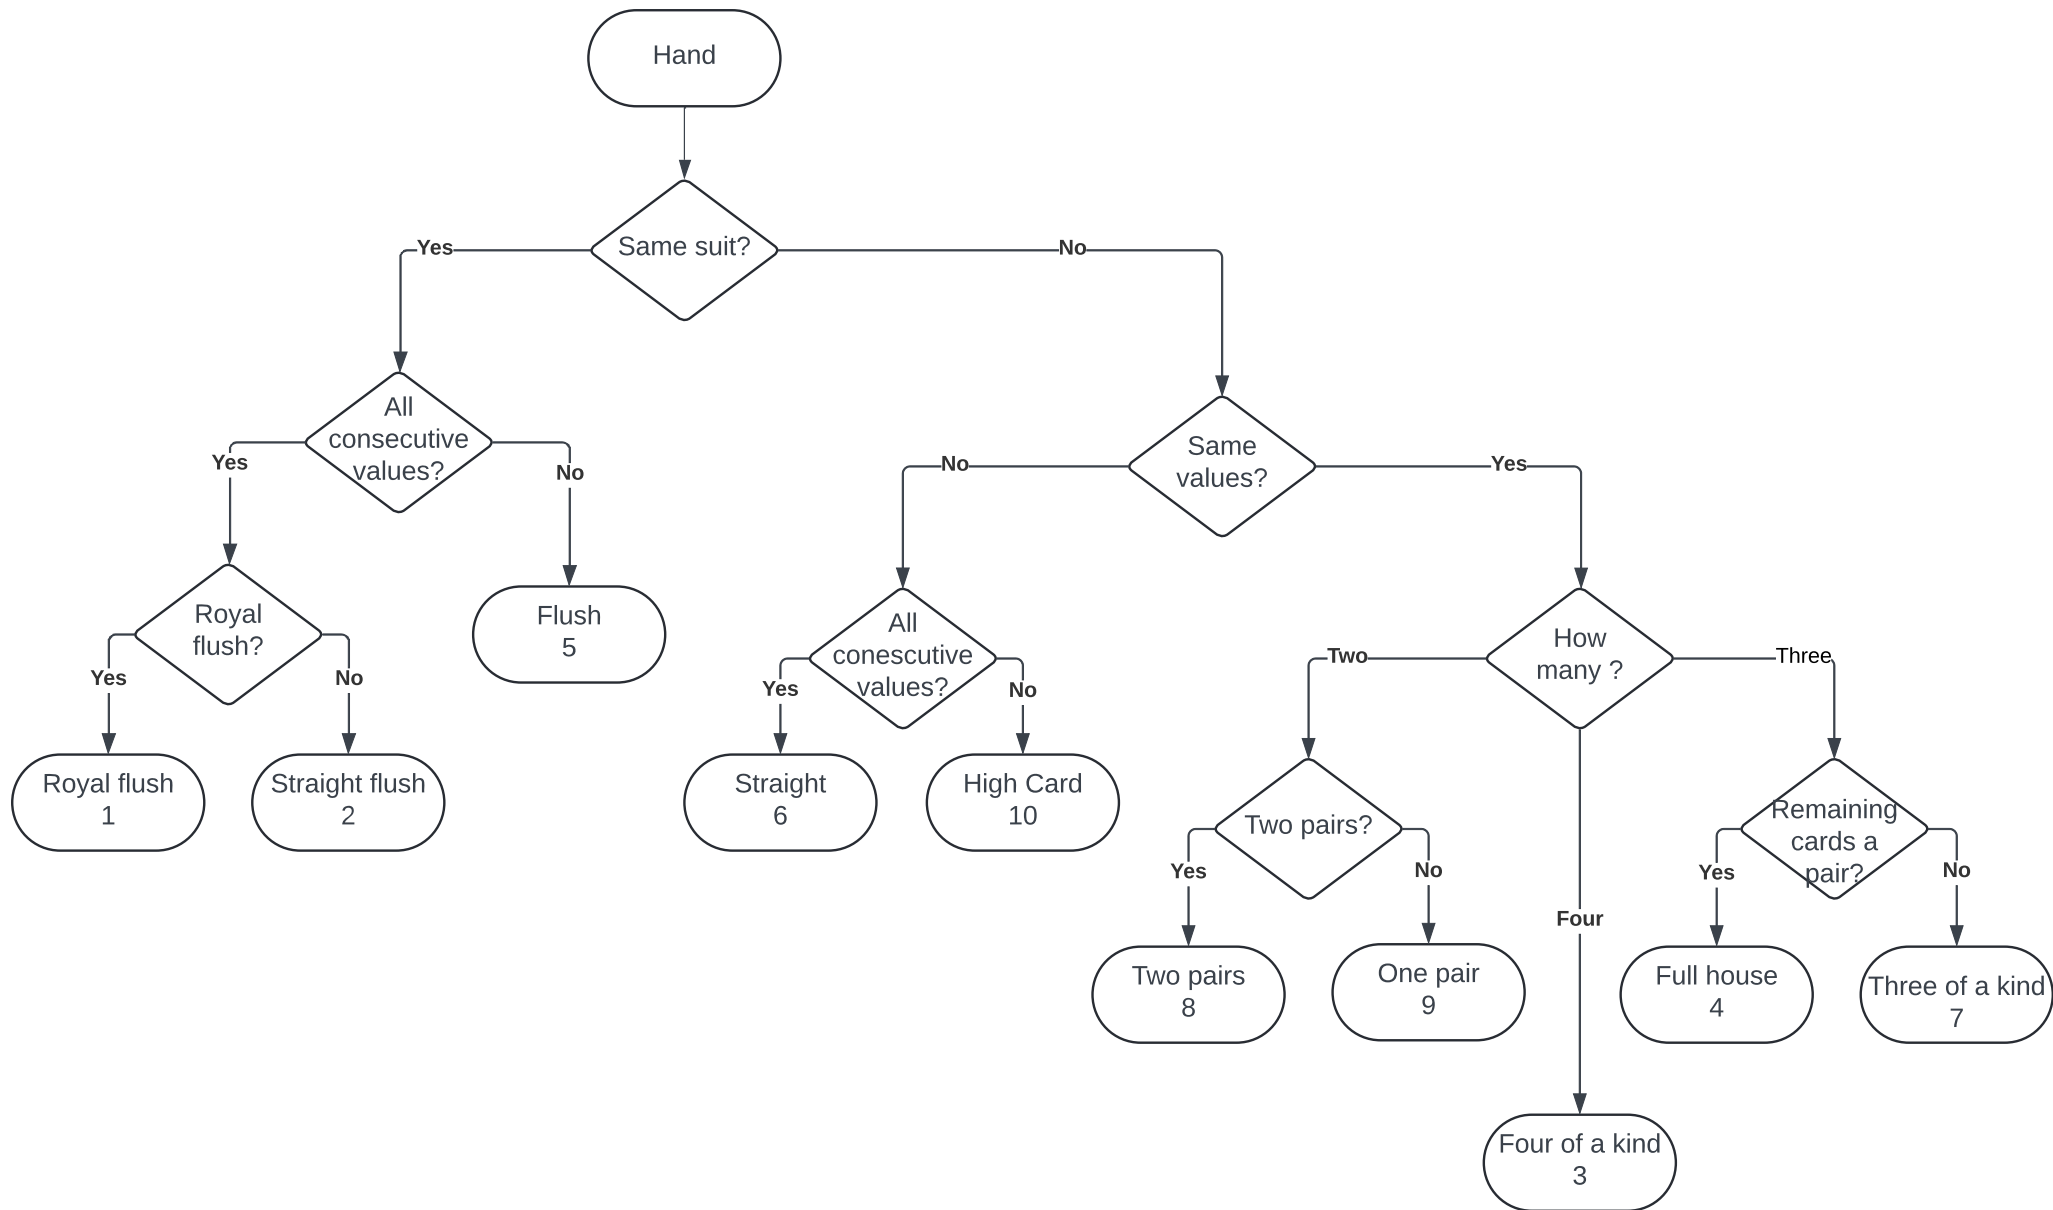 Hand
Same suit?
Yes
No
All
consecutive
values?
Same
values?
Yes
No
No
Yes
Royal
flush?
Flush
5
All
conescutive
values?
How
many ?
Yes
No
Yes
No
Two
Three
Four
Royal flush
1
Straight flush
2
Straight
6
High Card
10
Two pairs?
Remaining
cards a
pair?
Yes
No
Yes
No
Two pairs
8
One pair
9
Full house
4
Three of a kind
7
Four of a kind
3